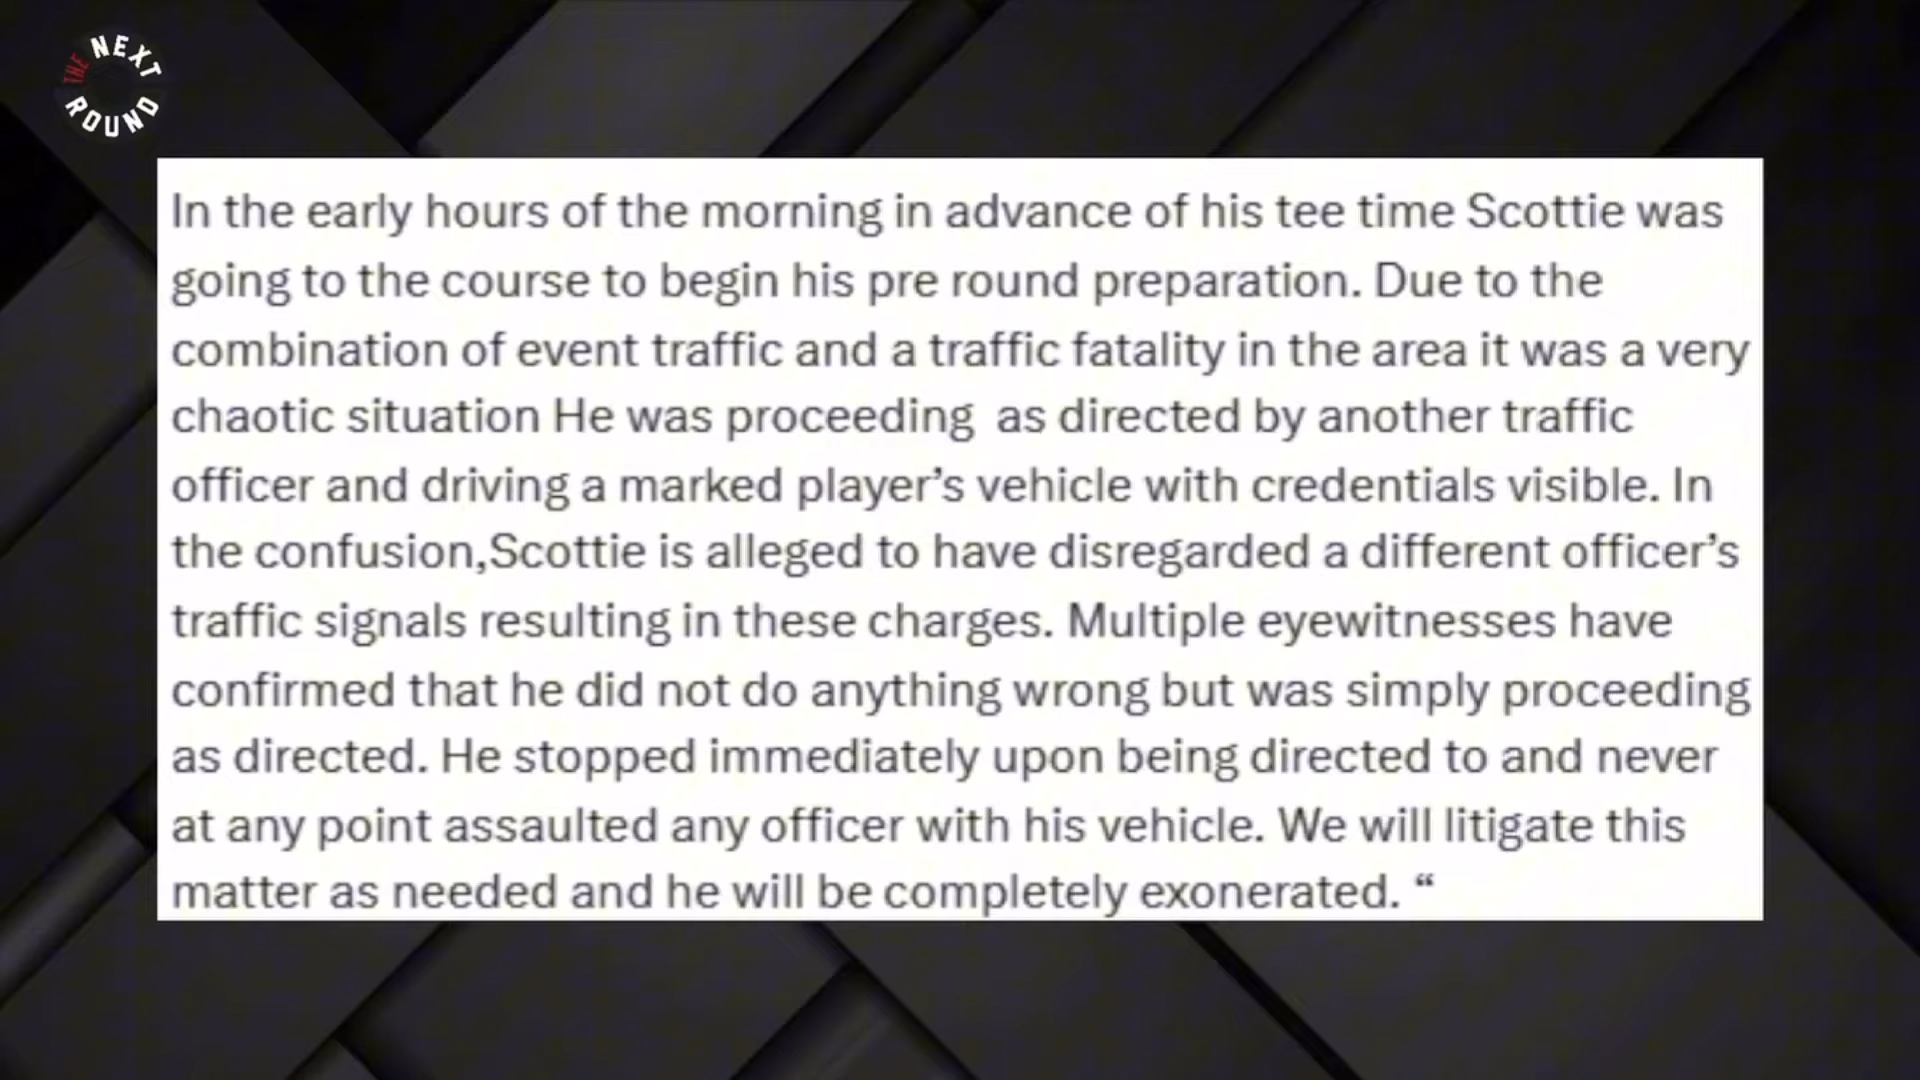 THE NEXT
ROUND
In the early hours of the morning in advance of his tee time Scottie was
going to the course to begin his pre round preparation. Due to the
combination of event traffic and a traffic fatality in the area it was a very
chaotic situation He was proceeding  as directed by another traffic
officer and driving a marked player’s vehicle with credentials visible. In
the confusion,Scottie is alleged to have disregarded a different officer’s
traffic signals resulting in these charges. Multiple eyewitnesses have
confirmed that he did not do anything wrong but was simply proceeding
as directed. He stopped immediately upon being directed to and never
at any point assaulted any officer with his vehicle. We will litigate this
matter as needed and he will be completely exonerated. “